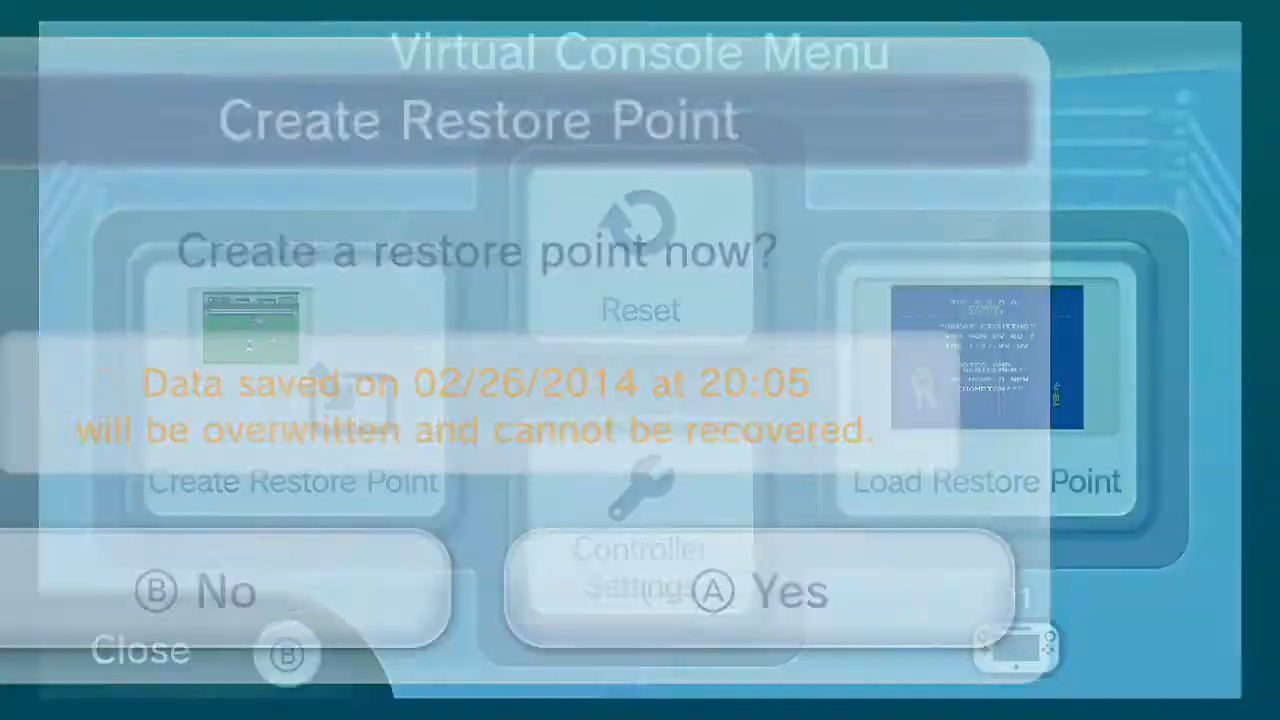 Virtual Console Menu
Create Restore Point
Create a restore point now?
Reset
Data saved on 02/26/2014 at 20:05
will be overwritten and cannot be recovered.
Create Restore Point
Load Restore Point
Controller
Settings
B No
A Yes
Close B